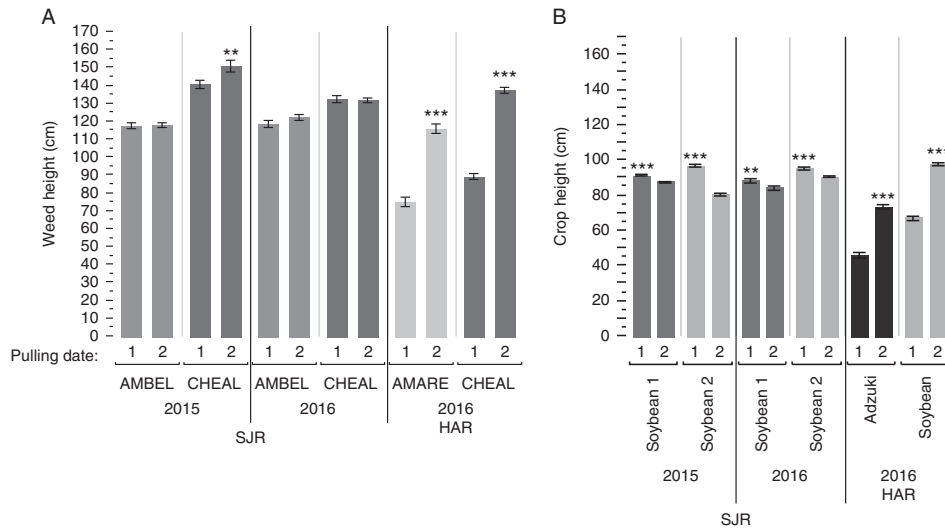 A
Weed height (cm)
170
160
150
140
130
120
110
100
90
80
70
60
50
40
30
20
10
0
**
***
***
Pulling date:
1 2 1 2 1 2 1 2 1 2 1 2
AMBEL CHEAL AMBEL CHEAL AMARE CHEAL
2015 2016 2016
HAR
SJR
B
Crop height (cm)
160
140
120
100
80
60
40
20
0
*** *** ** *** *** ***
1 2 1 2 1 2 1 2 1 2 1 2
Soybean 1 Soybean 2 Soybean 1 Soybean 2 Adzuki Soybean
2015 2016 2016
HAR
SJR